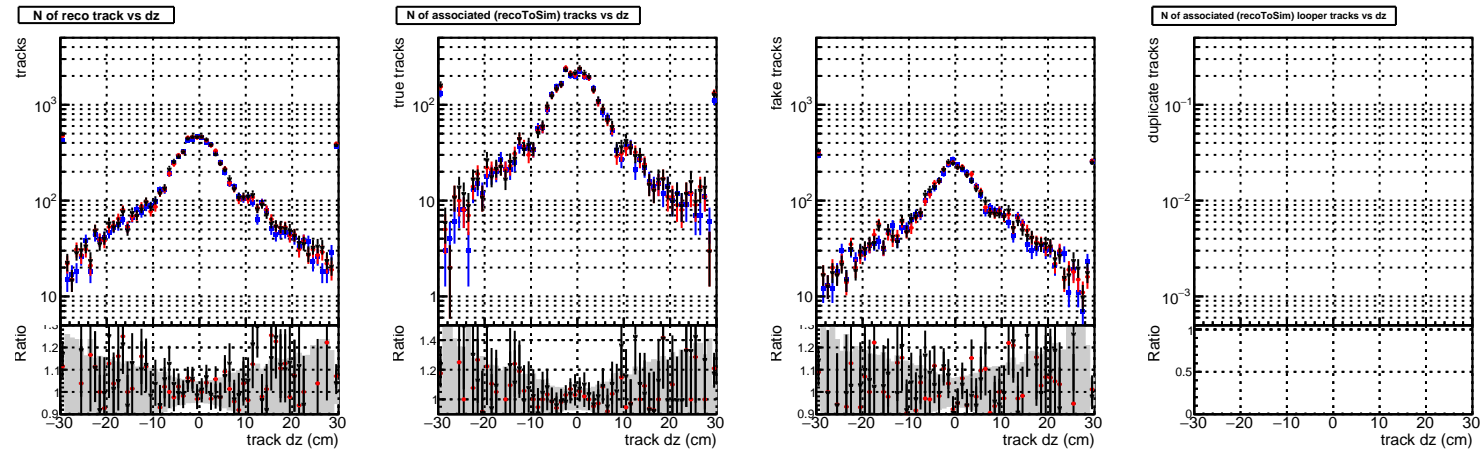 N of reco track vs dz
tracks
10³
10²
10
Ratio
1.3
1.2
1.1
1
0.9
−30 −20 −10 0 10 20 30
track dz (cm)
N of associated (recoToSim) tracks vs dz
true tracks
10²
10
1
Ratio
1.4
1.2
1
−30 −20 −10 0 10 20 30
track dz (cm)
fake tracks
10³
10²
10
Ratio
1.3
1.2
1.1
1
0.9
−30 −20 −10 0 10 20 30
track dz (cm)
N of associated (recoToSim) looper tracks vs dz
duplicate tracks
10⁻¹
10⁻²
10⁻³
Ratio
1
0.5
0
−30 −20 −10 0 10 20 30
track dz (cm)